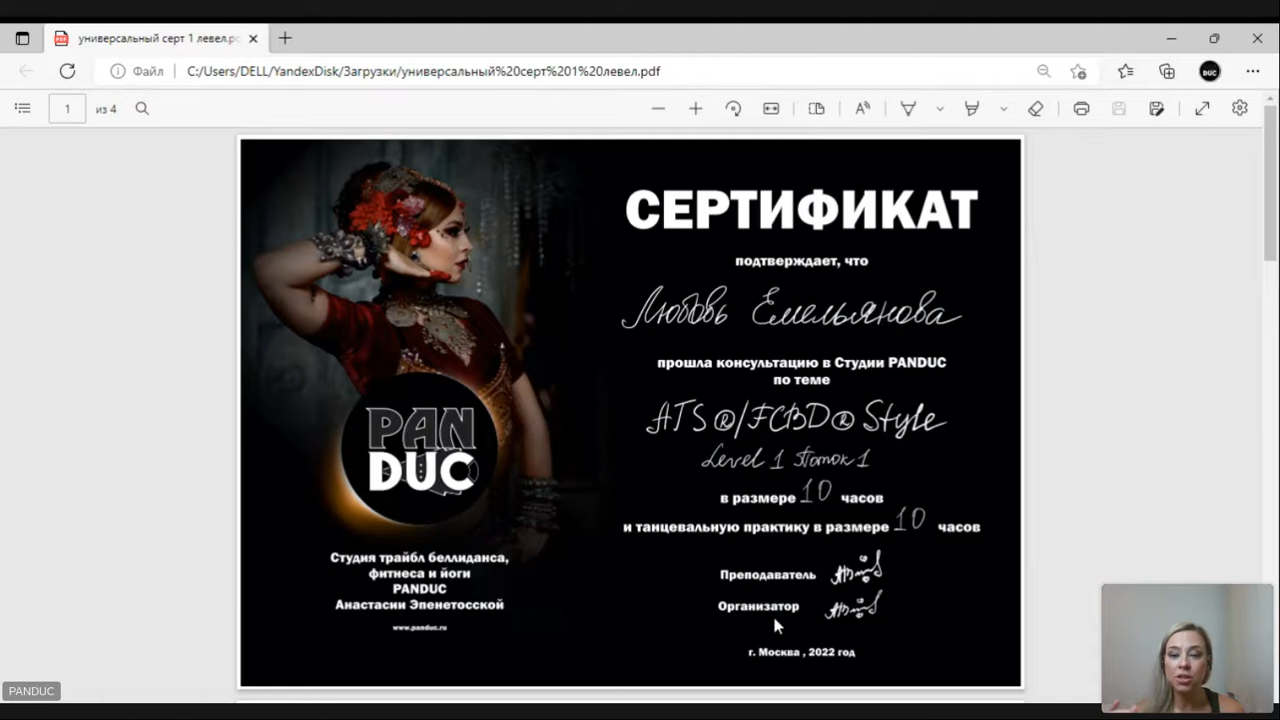 универсальный серт 1 левел.pc
Файл
C:/Users/DELL/YandexDisk/Загрузки/универсальный%20серт%201%20левел.pdf
DUC
1 из 4
СЕРТИФИКАТ
подтверждает, что
Любовь Емельянова
прошла консультацию в Студии PANDUC
по теме
ATS ®/FCBD® Style
Level 1 Поток 1
в размере 10 часов
и танцевальную практику в размере 10 часов
Преподаватель
Организатор
г. Москва , 2022 год
PAN
DUC
Студия трайбл беллиданса,
фитнеса и йоги
PANDUC
Анастасии Эпенетосской
www.panduc.ru
PANDUC